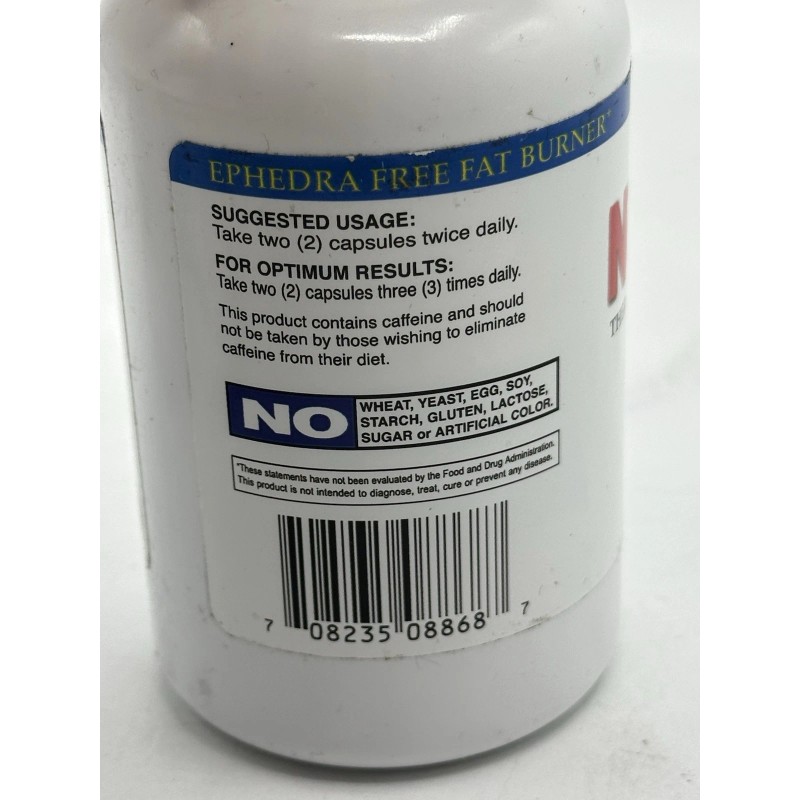 EPHEDRA FREE FAT BURNER*
SUGGESTED USAGE:
Take two (2) capsules twice daily.
FOR OPTIMUM RESULTS:
Take two (2) capsules three (3) times daily.
This product contains caffeine and should
not be taken by those wishing to eliminate
caffeine from their diet.
NO
WHEAT, YEAST, EGG, SOY,
STARCH, GLUTEN, LACTOSE,
SUGAR or ARTIFICIAL COLOR.
*These statements have not been evaluated by the Food and Drug Administration.
This product is not intended to diagnose, treat, cure or prevent any disease.
7 08235 08868 7